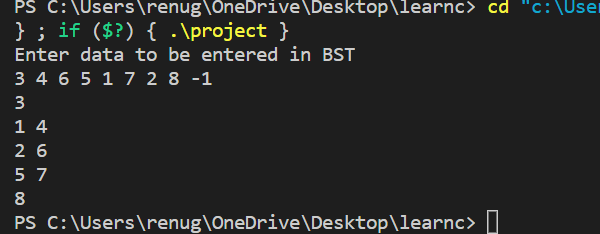 PS C:\Users\renug\OneDrive\Desktop\learnc> cd "c:\User
} ; if ($?) { .\project }
Enter data to be entered in BST
3 4 6 5 1 7 2 8 -1
3
1 4
2 6
5 7
8
PS C:\Users\renug\OneDrive\Desktop\learnc>